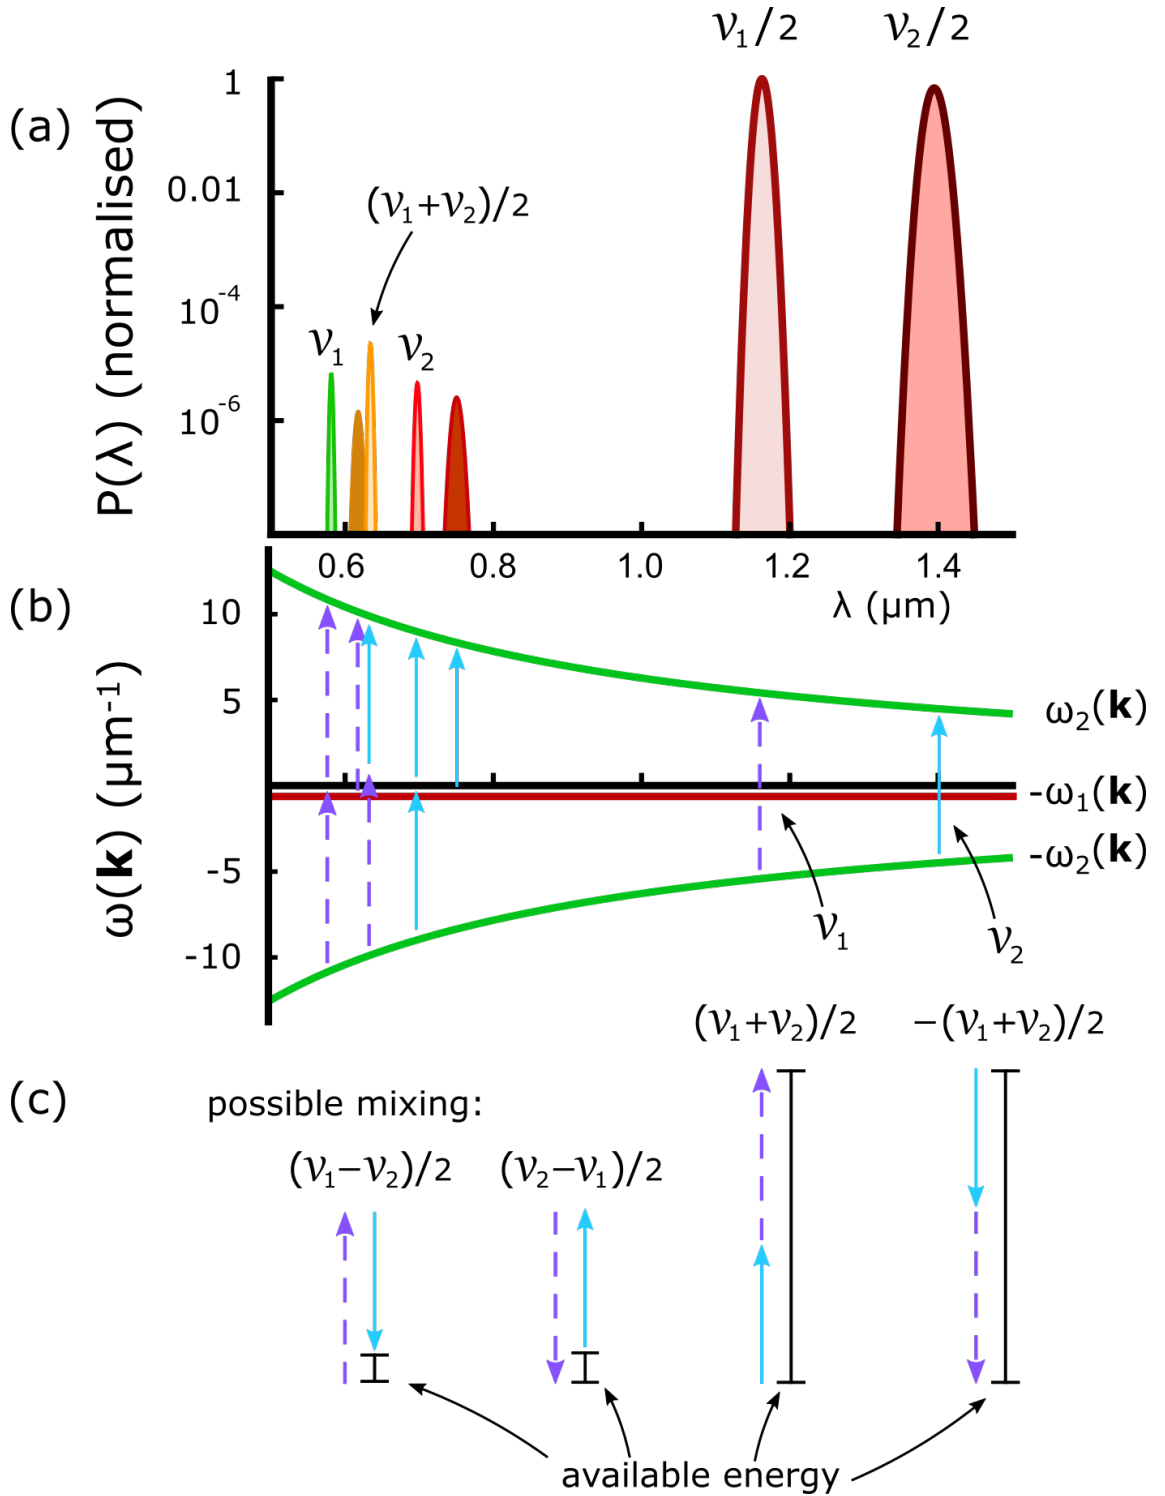 ν₁/2 ν₂/2
(a)
P(λ) (normalised)
1
0.01
10⁻⁴
10⁻⁶
(ν₁+ν₂)/2
ν₁ ν₂
0.6 0.8 1.0 1.2 1.4
λ (μm)
(b)
ω(k) (μm⁻¹)
10
5
-5
-10
ω₂(k)
-ω₁(k)
-ω₂(k)
ν₁ ν₂
(c)
possible mixing:
(ν₁−ν₂)/2 (ν₂−ν₁)/2 (ν₁+ν₂)/2 −(ν₁+ν₂)/2
available energy